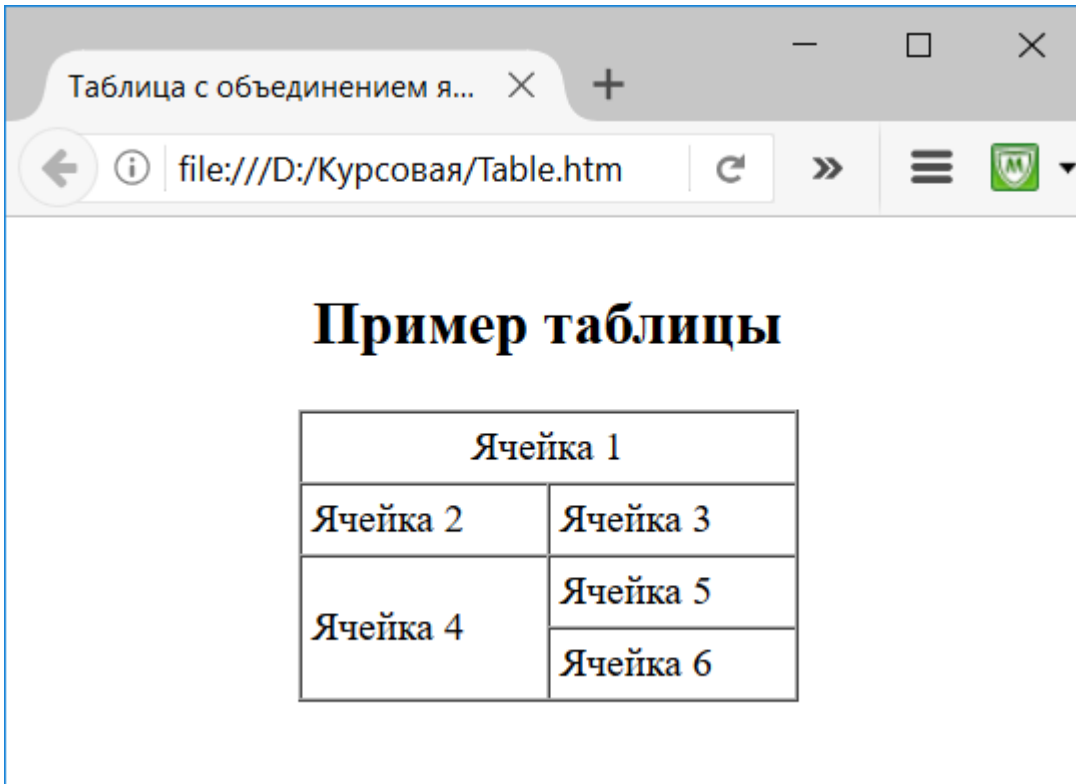 Таблица с объединением я...
file:///D:/Курсовая/Table.htm
Пример таблицы
Ячейка 1
Ячейка 2 Ячейка 3
Ячейка 4
Ячейка 5
Ячейка 6